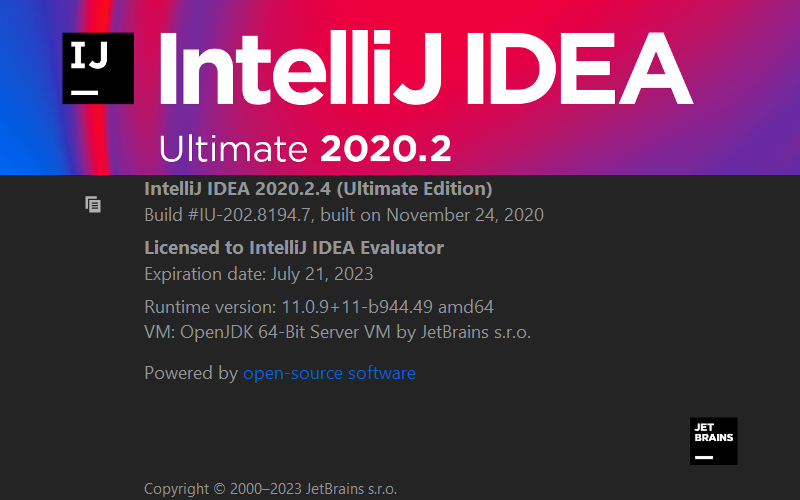 IJ
IntelliJ IDEA
Ultimate 2020.2
IntelliJ IDEA 2020.2.4 (Ultimate Edition)
Build #IU-202.8194.7, built on November 24, 2020
Licensed to IntelliJ IDEA Evaluator
Expiration date: July 21, 2023
Runtime version: 11.0.9+11-b944.49 amd64
VM: OpenJDK 64-Bit Server VM by JetBrains s.r.o.
Powered by open-source software
JET
BRAINS
Copyright © 2000–2023 JetBrains s.r.o.